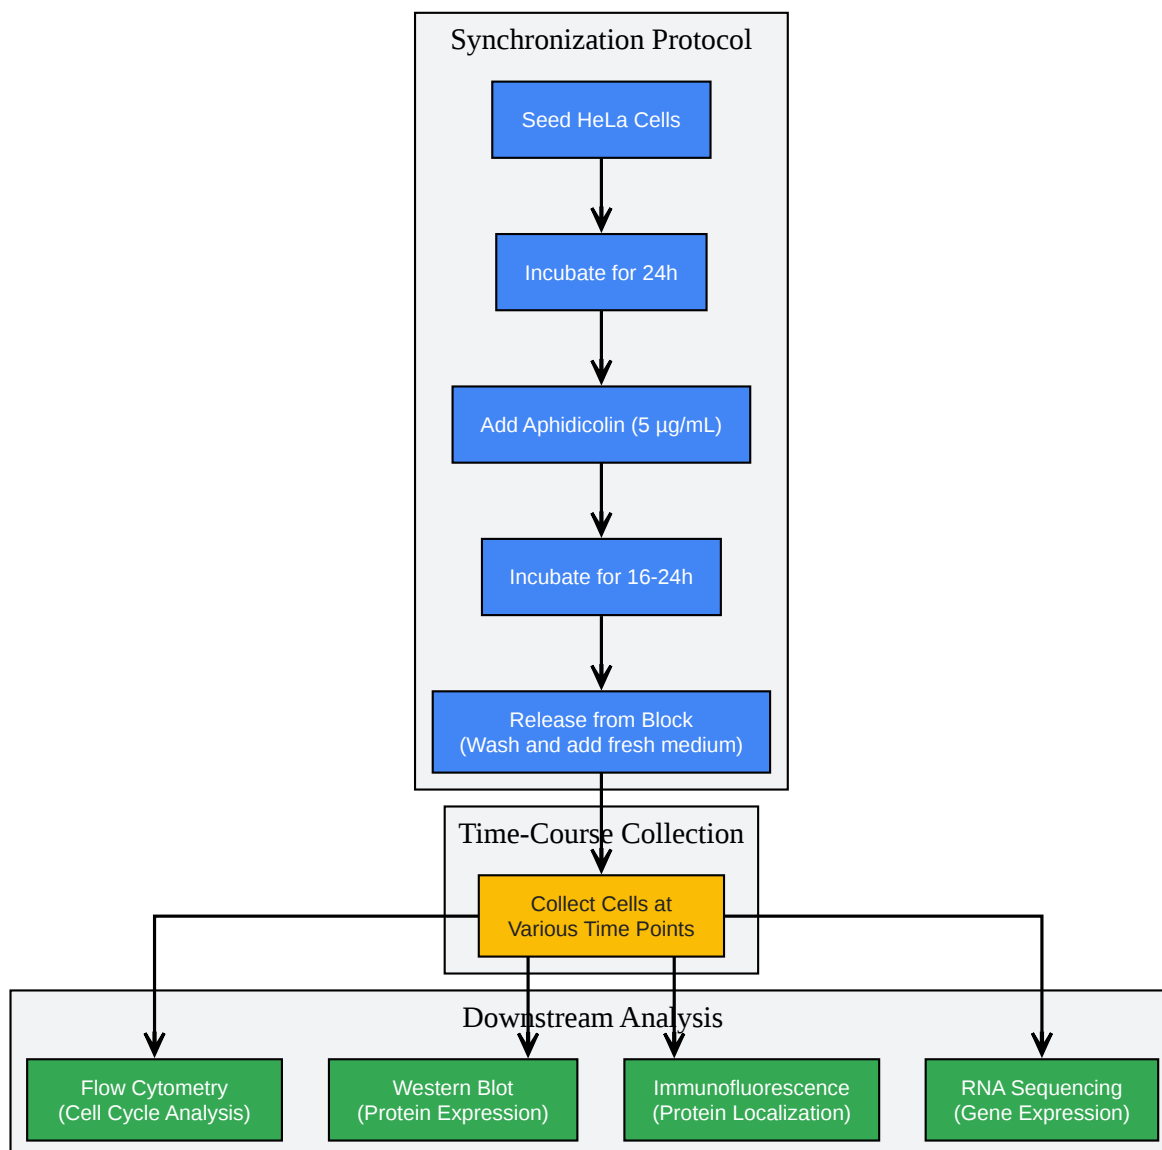 Synchronization Protocol
Seed HeLa Cells
Incubate for 24h
Add Aphidicolin (5 µg/mL)
Incubate for 16-24h
Release from Block
(Wash and add fresh medium)
Time-Course Collection
Collect Cells at
Various Time Points
Downstream Analysis
Flow Cytometry
(Cell Cycle Analysis)
Western Blot
(Protein Expression)
Immunofluorescence
(Protein Localization)
RNA Sequencing
(Gene Expression)